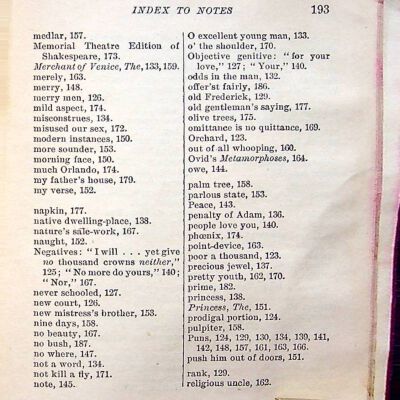 INDEX TO NOTES 193
medlar, 157.
Memorial Theatre Edition of
Shakespeare, 173.
Merchant of Venice, The, 133, 159.
merely, 163.
merry, 148.
merry men, 126.
mild aspect, 174.
misconstrues, 134.
misused our sex, 172.
modern instances, 150.
more sounder, 153.
morning face, 150.
much Orlando, 174.
my father's house, 179.
my verse, 152.
napkin, 177.
native dwelling-place, 138.
nature's sale-work, 167.
naught, 152.
Negatives: "I will . . . yet give
no thousand crowns neither,"
125; "No more do yours," 140;
"Nor," 167.
never schooled, 127.
new court, 126.
new mistress's brother, 153.
nine days, 158.
no beauty, 167.
no bush, 187.
no where, 147.
not a word, 134.
not kill a fly, 171.
note, 145.
O excellent young man, 133.
o' the shoulder, 170.
Objective genitive: "for your
love," 127; "Your," 140.
odds in the man, 132.
offer'st fairly, 186.
old Frederick, 129.
old gentleman's saying, 177.
olive trees, 175.
omittance is no quittance, 169.
Orchard, 123.
out of all whooping, 160.
Ovid's Metamorphoses, 164.
owe, 144.
palm tree, 158.
parlous state, 153.
Peace, 143.
penalty of Adam, 136.
people love you, 140.
phœnix, 174.
point-device, 163.
poor a thousand, 123.
precious jewel, 137.
pretty youth, 162, 170.
prime, 182.
princess, 138.
Princess, The, 151.
prodigal portion, 124.
pulpiter, 158.
Puns, 124, 129, 130, 134, 139, 141,
142, 148, 157, 161, 163, 166.
push him out of doors, 151.
rank, 129.
religious uncle, 162.